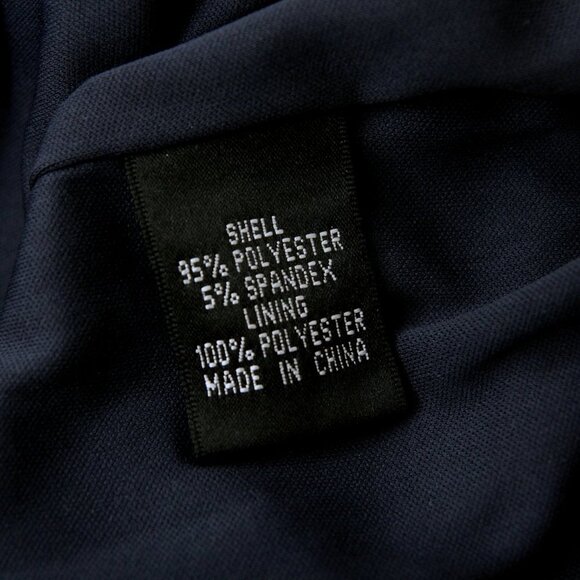 SHELL
95% POLYESTER
5% SPANDEX
LINING
100% POLYESTER
MADE IN CHINA